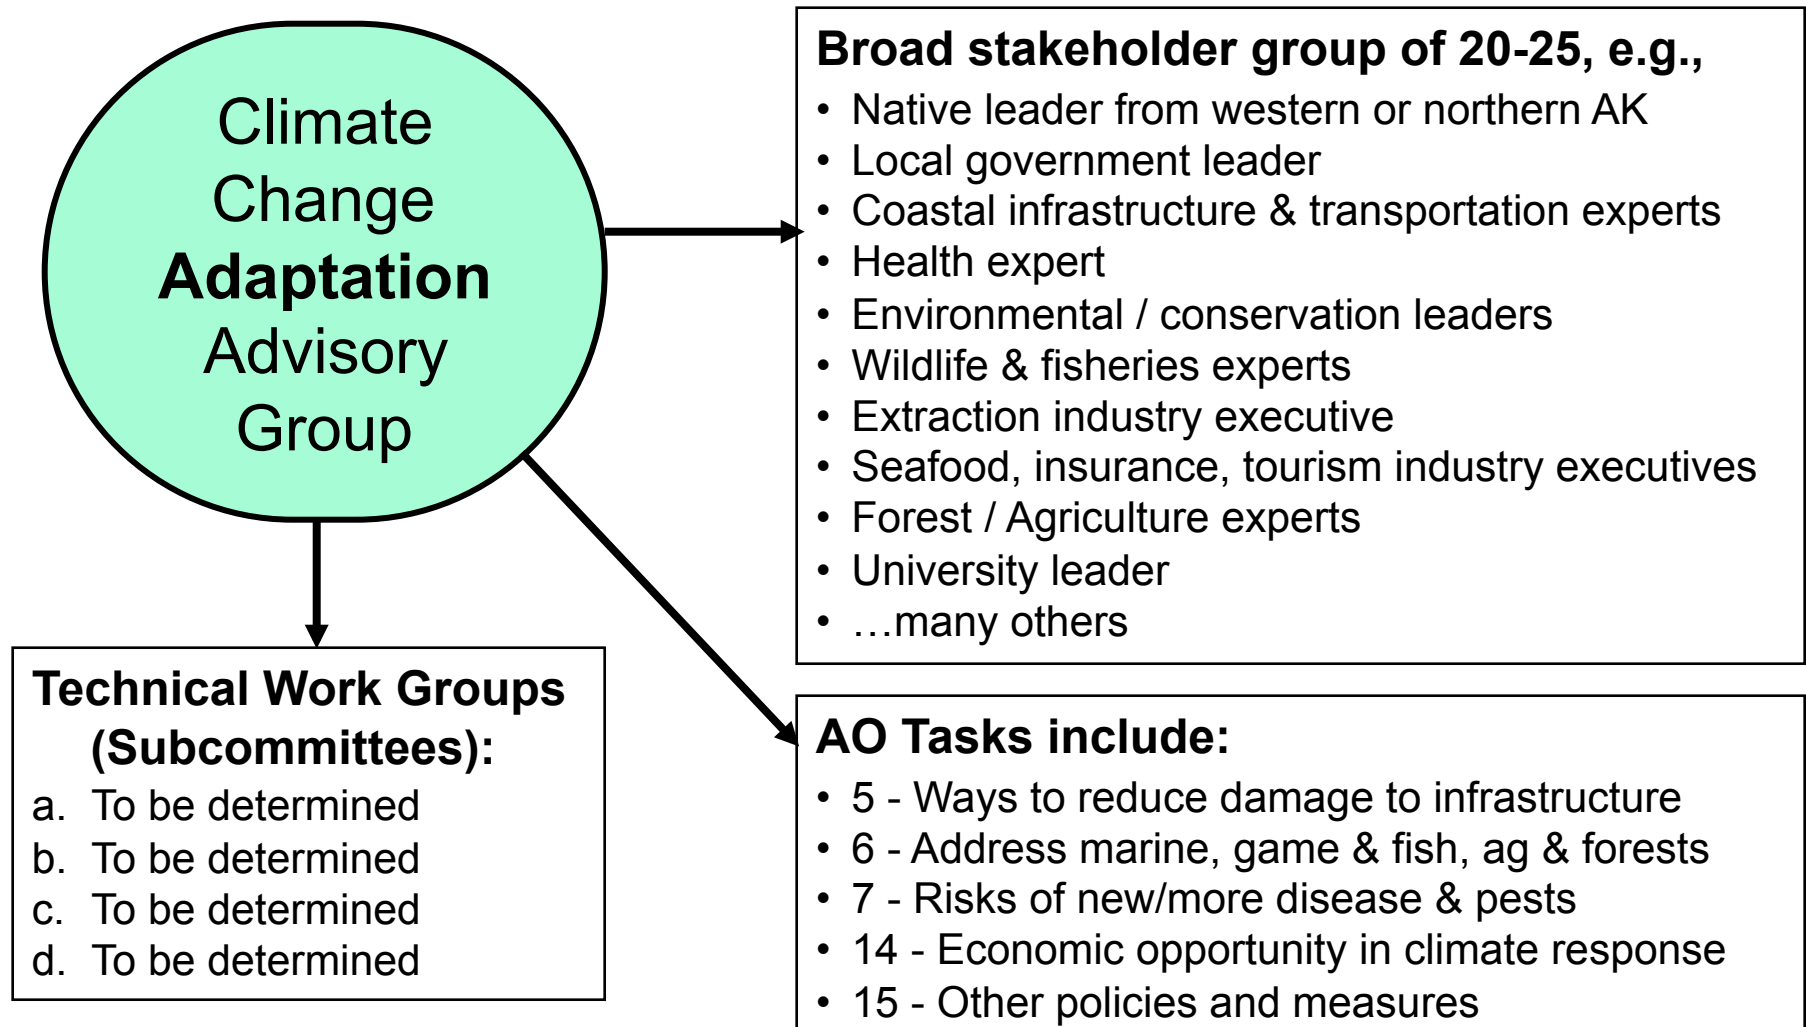 Climate
Change
Adaptation
Advisory
Group
Broad stakeholder group of 20-25, e.g.,
• Native leader from western or northern AK
• Local government leader
• Coastal infrastructure & transportation experts
• Health expert
• Environmental / conservation leaders
• Wildlife & fisheries experts
• Extraction industry executive
• Seafood, insurance, tourism industry executives
• Forest / Agriculture experts
• University leader
• …many others
Technical Work Groups
(Subcommittees):
a. To be determined
b. To be determined
c. To be determined
d. To be determined
AO Tasks include:
• 5 - Ways to reduce damage to infrastructure
• 6 - Address marine, game & fish, ag & forests
• 7 - Risks of new/more disease & pests
• 14 - Economic opportunity in climate response
• 15 - Other policies and measures